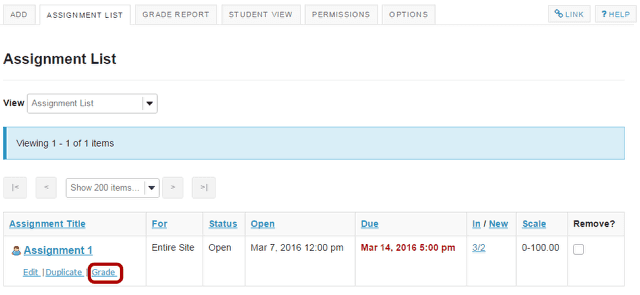 ADD ASSIGNMENT LIST GRADE REPORT STUDENT VIEW PERMISSIONS OPTIONS LINK ? HELP
Assignment List
View Assignment List
Viewing 1 - 1 of 1 items
|< < Show 200 items... > >|
Assignment Title For Status Open Due In / New Scale Remove?
Assignment 1 Entire Site Open Mar 7, 2016 12:00 pm Mar 14, 2016 5:00 pm 3/2 0-100.00
Edit | Duplicate | Grade